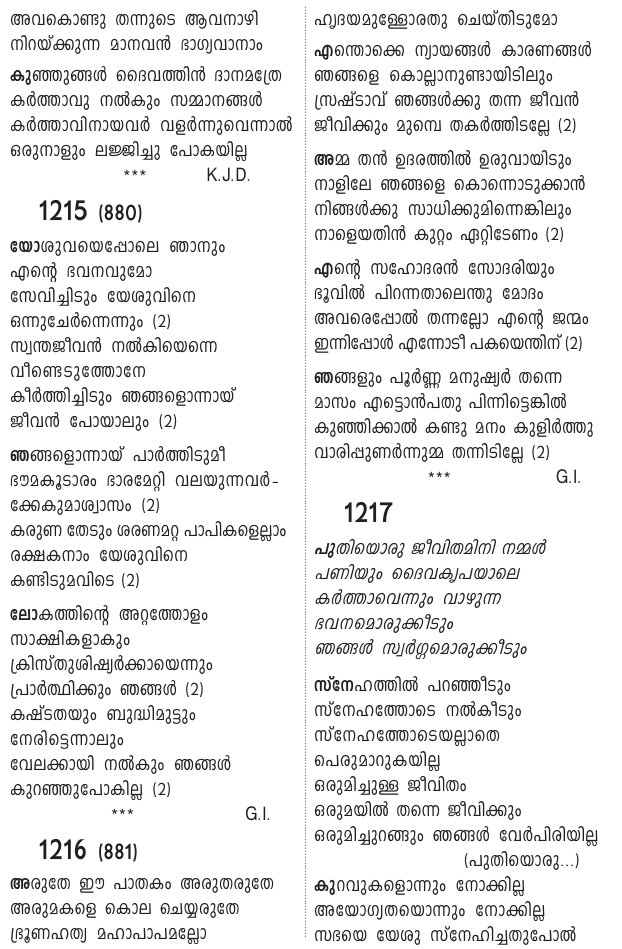 അവകൊണ്ടു തന്നുടെ ആവനാഴി
നിറയ്ക്കുന്ന മാനവൻ ഭാഗ്യവാനാം
കുഞ്ഞുങ്ങൾ ദൈവത്തിൻ ദാനമത്രേ
കർത്താവു നൽകും സമ്മാനങ്ങൾ
കർത്താവിനായവർ വളർന്നുവെന്നാൽ
ഒരുനാളും ലജ്ജിച്ചു പോകയില്ല
*** K.J.D.
1215 (880)
യേശുവയെപ്പോലെ ഞാനും
എന്റെ ഭവനവുമോ
സേവിച്ചിടും യേശുവിനെ
ഒന്നുചേർന്നെന്നും (2)
സ്വന്തജീവൻ നൽകിയെന്നെ
വീണ്ടെടുത്തോനേ
കീർത്തിച്ചിടും ഞങ്ങളൊന്നായ്
ജീവൻ പോയാലും (2)
ഞങ്ങളൊന്നായ് പാർത്തിടുമീ
ഭൗമകൂടാരം ഭാരമേറ്റി വലയുന്നവർ-
ക്കേകുമാശ്വാസം (2)
കരുണ തേടും ശരണമറ്റ പാപികളെല്ലാം
രക്ഷകനാം യേശുവിനെ
കണ്ടിടുമവിടെ (2)
ലോകത്തിന്റെ അറ്റത്തോളം
സാക്ഷികളാകും
ക്രിസ്തുശിഷ്യർക്കായെന്നും
പ്രാർത്ഥിക്കും ഞങ്ങൾ (2)
കഷ്ടതയും ബുദ്ധിമുട്ടും
നേരിട്ടെന്നാലും
വേലക്കായി നൽകും ഞങ്ങൾ
കുറഞ്ഞുപോകില്ല (2)
*** G.I.
1216 (881)
അരുതേ ഈ പാതകം അരുതരുതേ
അരുമകളെ കൊല ചെയ്യരുതേ
ഭ്രൂണഹത്യ മഹാപാപമല്ലോ
ഹൃദയമുള്ളോരതു ചെയ്തിടുമോ
എന്തൊക്കെ ന്യായങ്ങൾ കാരണങ്ങൾ
ഞങ്ങളെ കൊല്ലാനുണ്ടായിടിലും
സ്രഷ്ടാവ് ഞങ്ങൾക്കു തന്ന ജീവൻ
ജീവിക്കും മുമ്പെ തകർത്തിടല്ലേ (2)
അമ്മ തൻ ഉദരത്തിൽ ഉരുവായിടും
നാളിലേ ഞങ്ങളെ കൊന്നൊടുക്കാൻ
നിങ്ങൾക്കു സാധിക്കുമിന്നെങ്കിലും
നാളെയതിൻ കുറ്റം ഏറ്റിടേണം (2)
എന്റെ സഹോദരൻ സോദരിയും
ഭൂവിൽ പിറന്നതാലെന്തു മോദം
അവരെപ്പോൽ തന്നല്ലോ എന്റെ ജന്മം
ഇന്നിപ്പോൾ എന്നോടീ പകയെന്തിന് (2)
ഞങ്ങളും പൂർണ്ണ മനുഷ്യർ തന്നെ
മാസം എട്ടൊൻപതു പിന്നിട്ടെങ്കിൽ
കുഞ്ഞിക്കാൽ കണ്ടു മനം കുളിർത്തു
വാരിപ്പുണർന്നുമ്മ തന്നിടില്ലേ (2)
*** G.I.
1217
പുതിയൊരു ജീവിതമിനി നമ്മൾ
പണിയും ദൈവകൃപയാലെ
കർത്താവെന്നും വാഴുന്ന
ഭവനമൊരുക്കീടും
ഞങ്ങൾ സ്വർഗ്ഗമൊരുക്കീടും
സ്നേഹത്തിൽ പറഞ്ഞീടും
സ്നേഹത്തോടെ നൽകീടും
സ്നേഹത്തോടെയല്ലാതെ
പെരുമാറുകയില്ല
ഒരുമിച്ചുള്ള ജീവിതം
ഒരുമയിൽ തന്നെ ജീവിക്കും
ഒരുമിച്ചുറങ്ങും ഞങ്ങൾ വേർപിരിയില്ല
(പുതിയൊരു...)
കുറവുകളൊന്നും നോക്കില്ല
അയോഗ്യതയൊന്നും നോക്കില്ല
സഭയെ യേശു സ്നേഹിച്ചതുപോൽ